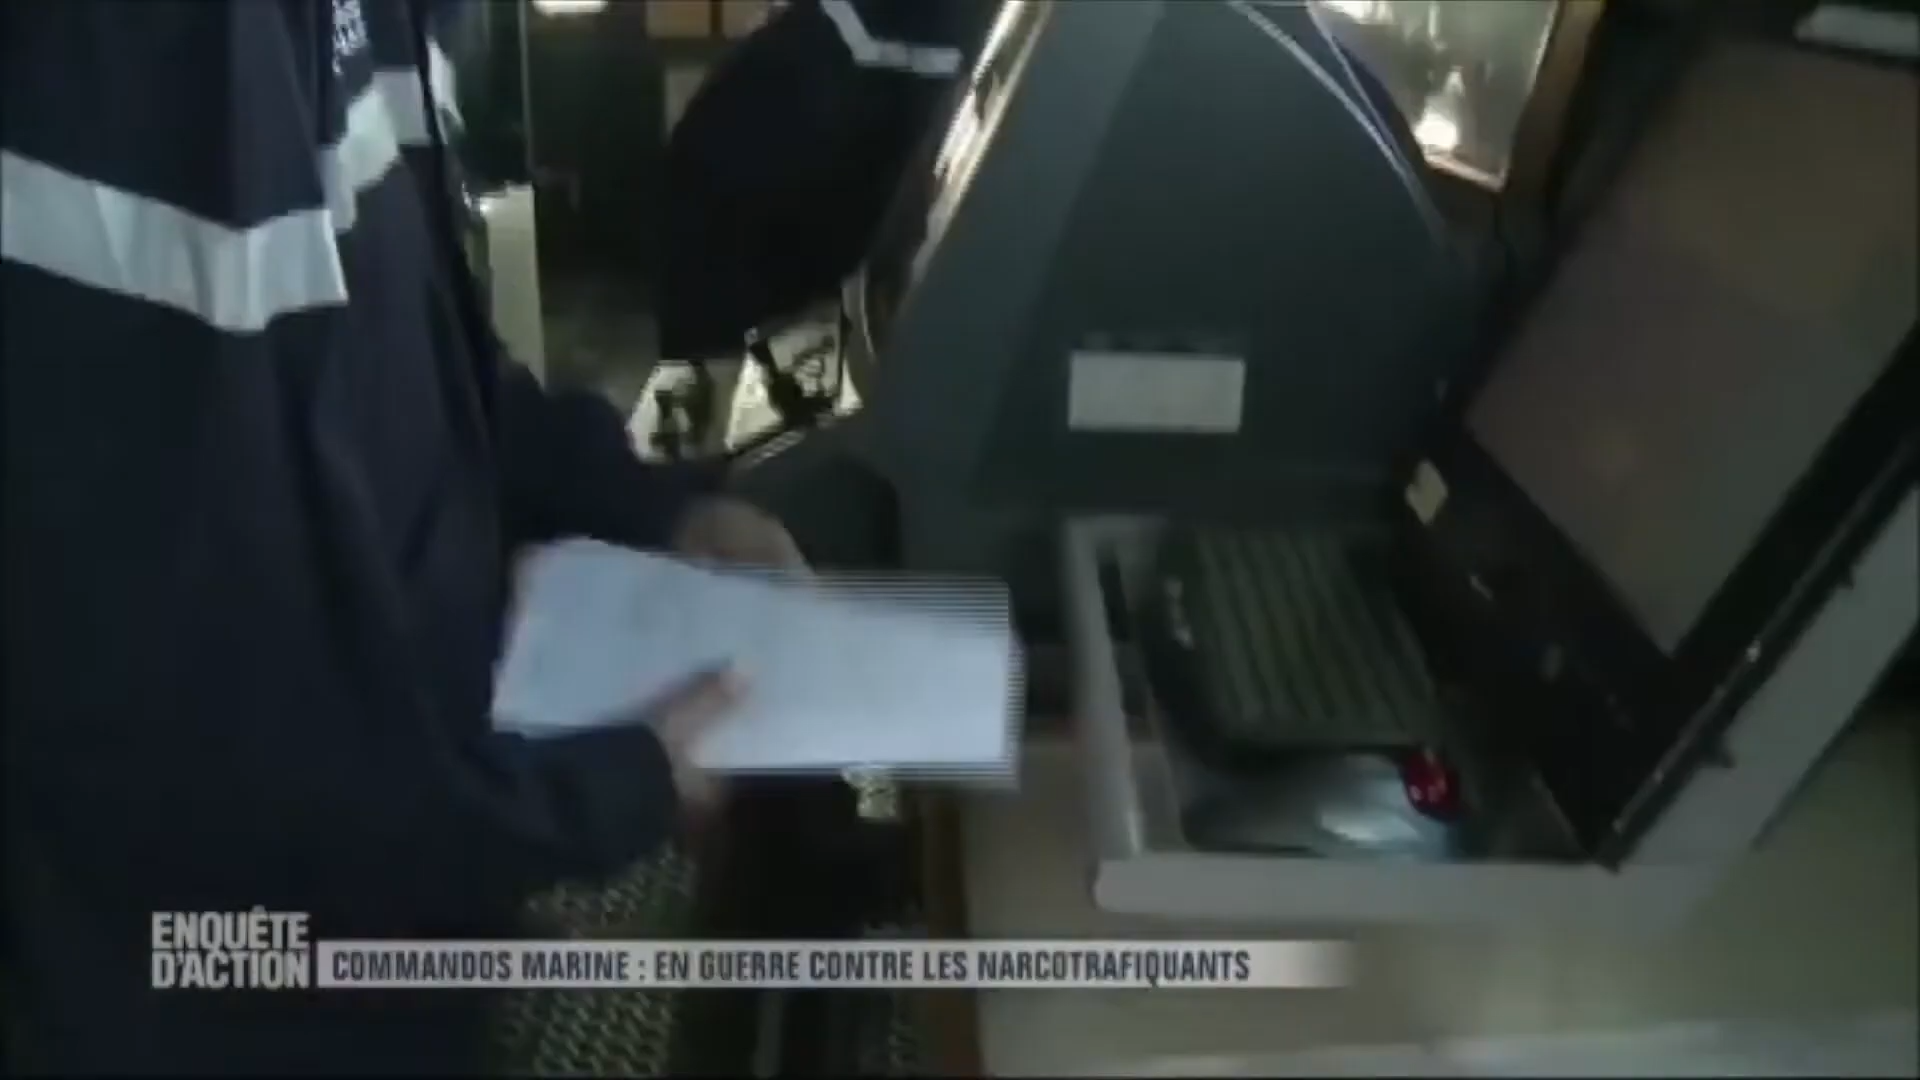 ENQUÊTE
D'ACTION
COMMANDOS MARINE : EN GUERRE CONTRE LES NARCOTRAFIQUANTS